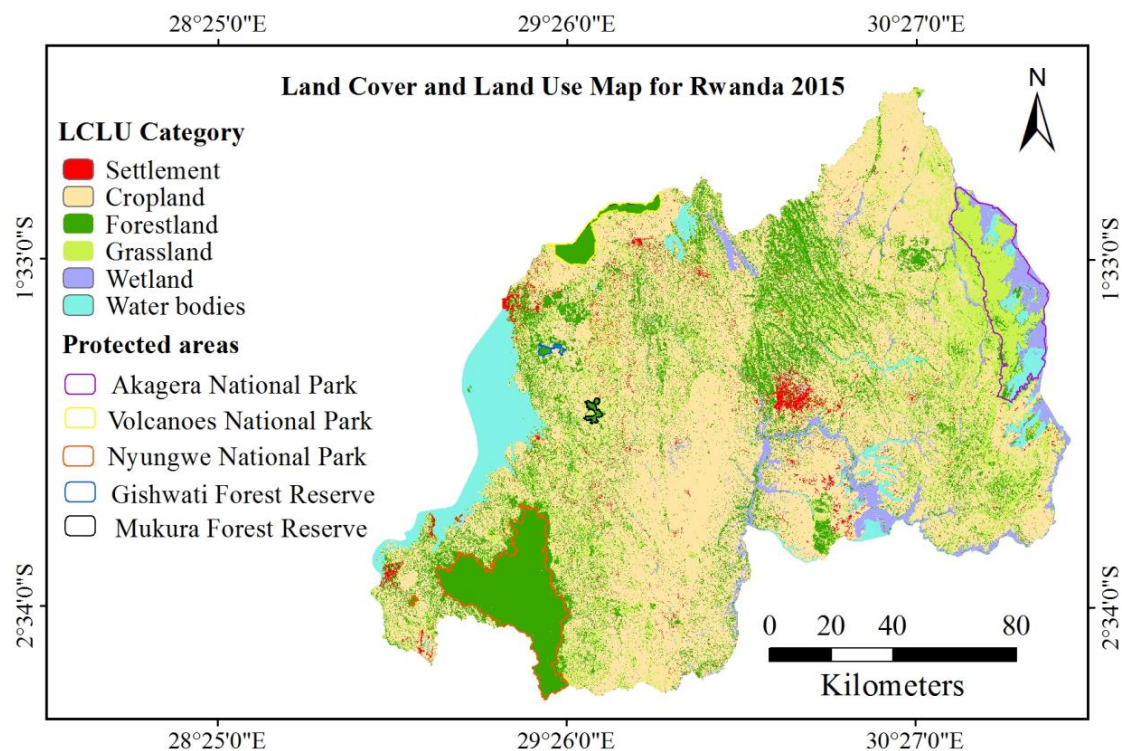 28°25'0"E 29°26'0"E 30°27'0"E
Land Cover and Land Use Map for Rwanda 2015
N
LCLU Category
Settlement
Cropland
Forestland
Grassland
Wetland
Water bodies
Protected areas
Akagera National Park
Volcanoes National Park
Nyungwe National Park
Gishwati Forest Reserve
Mukura Forest Reserve
1°33'0"S
1°33'0"S
2°34'0"S
2°34'0"S
0 20 40 80
Kilometers
28°25'0"E 29°26'0"E 30°27'0"E